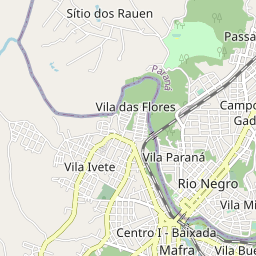 Sítio dos Rauen
Passa
Paraná
Vila das Flores
Campo
Gad
Vila Paraná
Vila Ivete
Rio Negro
Vila Mi
Centro I - Baixada
Mafra
Vila Bue